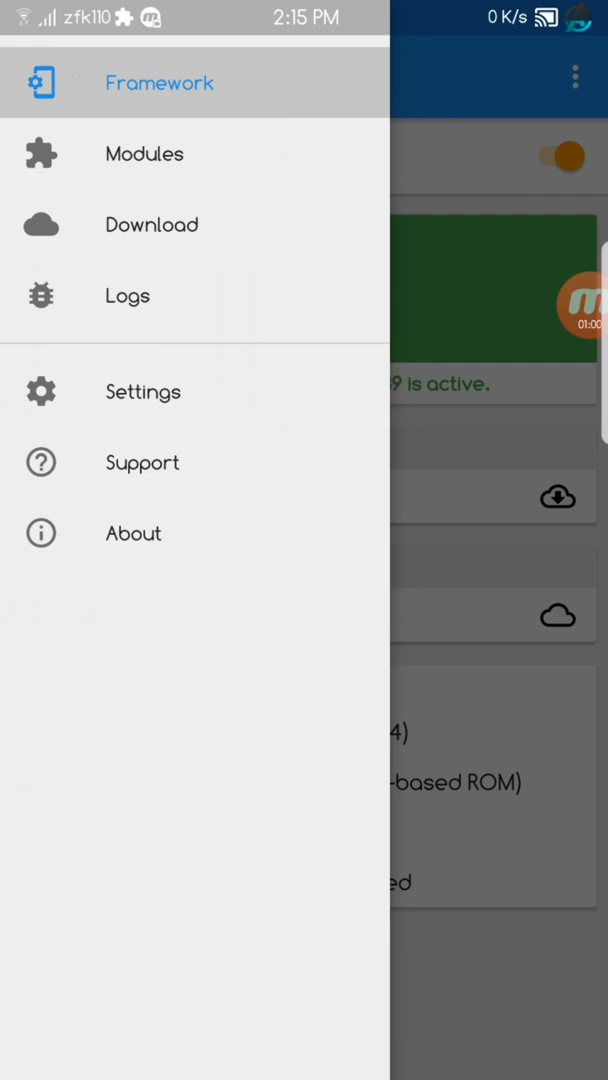 zfk110
2:15 PM
0 K/s
Framework
Modules
Download
Logs
01:00
Settings
9 is active.
Support
About
4)
-based ROM)
ed